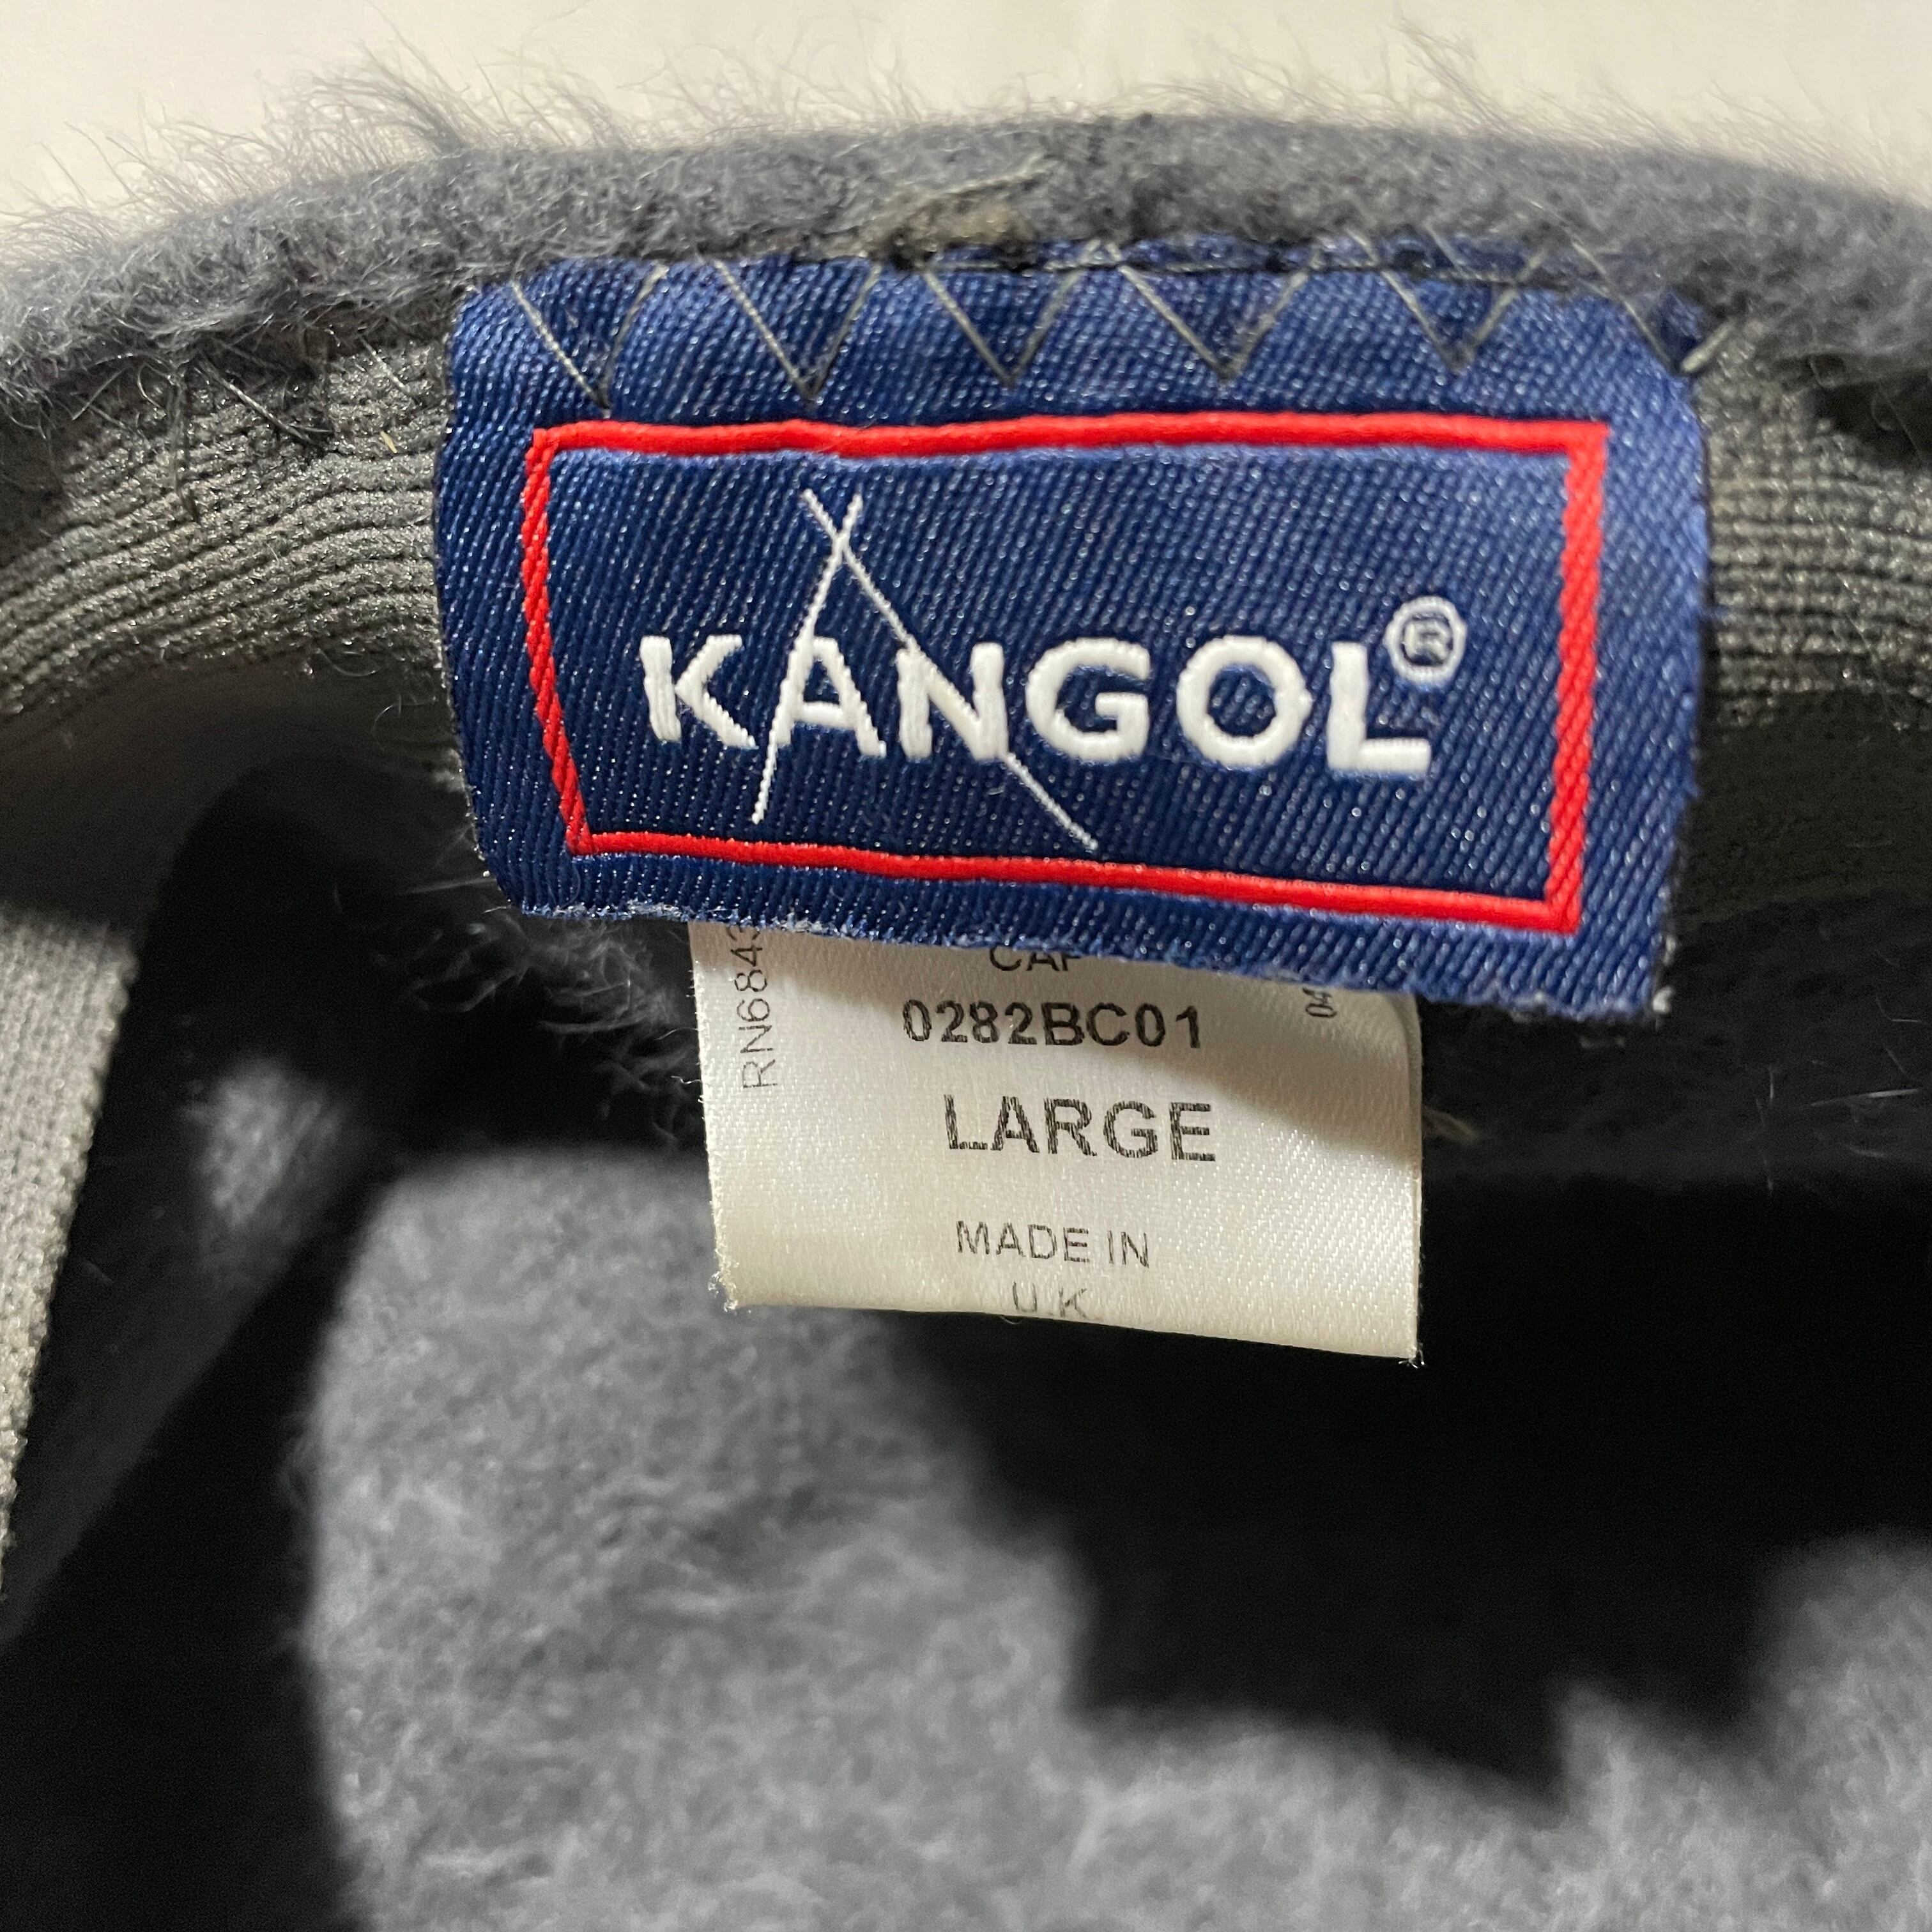 KANGOL®
CAP
0282BC01
LARGE
MADE IN
U.K